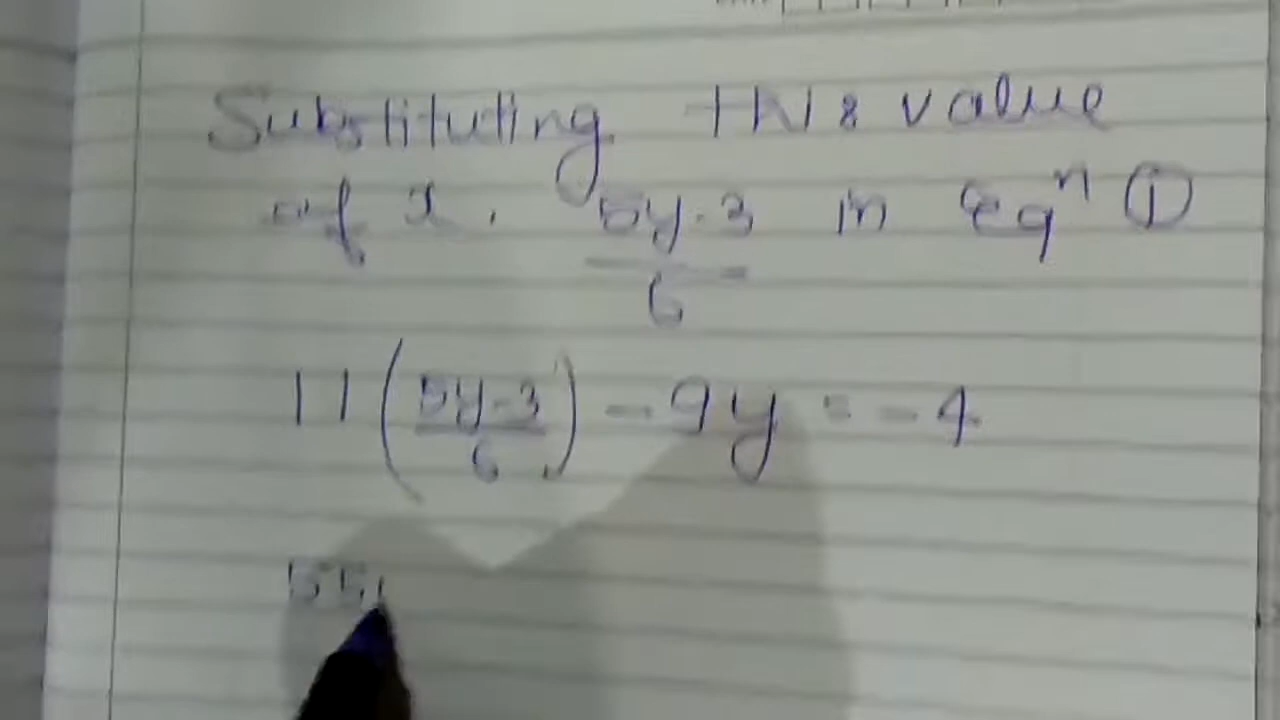 Substituting this value
of x. 5y-3/6 in eqⁿ ①
11(5y-3/6) - 9y = -4
55